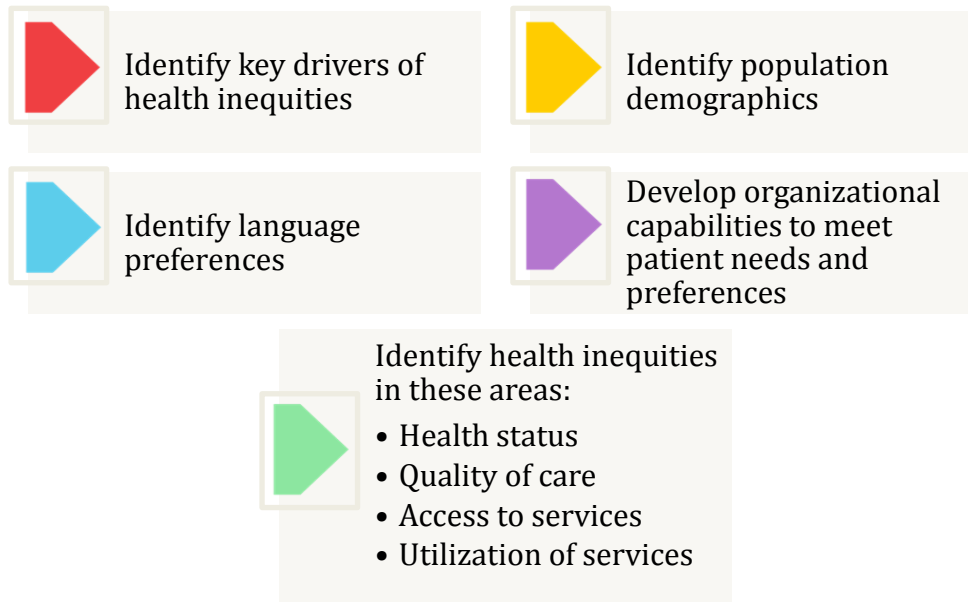 Identify key drivers of
health inequities
Identify population
demographics
Identify language
preferences
Develop organizational
capabilities to meet
patient needs and
preferences
Identify health inequities
in these areas:
• Health status
• Quality of care
• Access to services
• Utilization of services